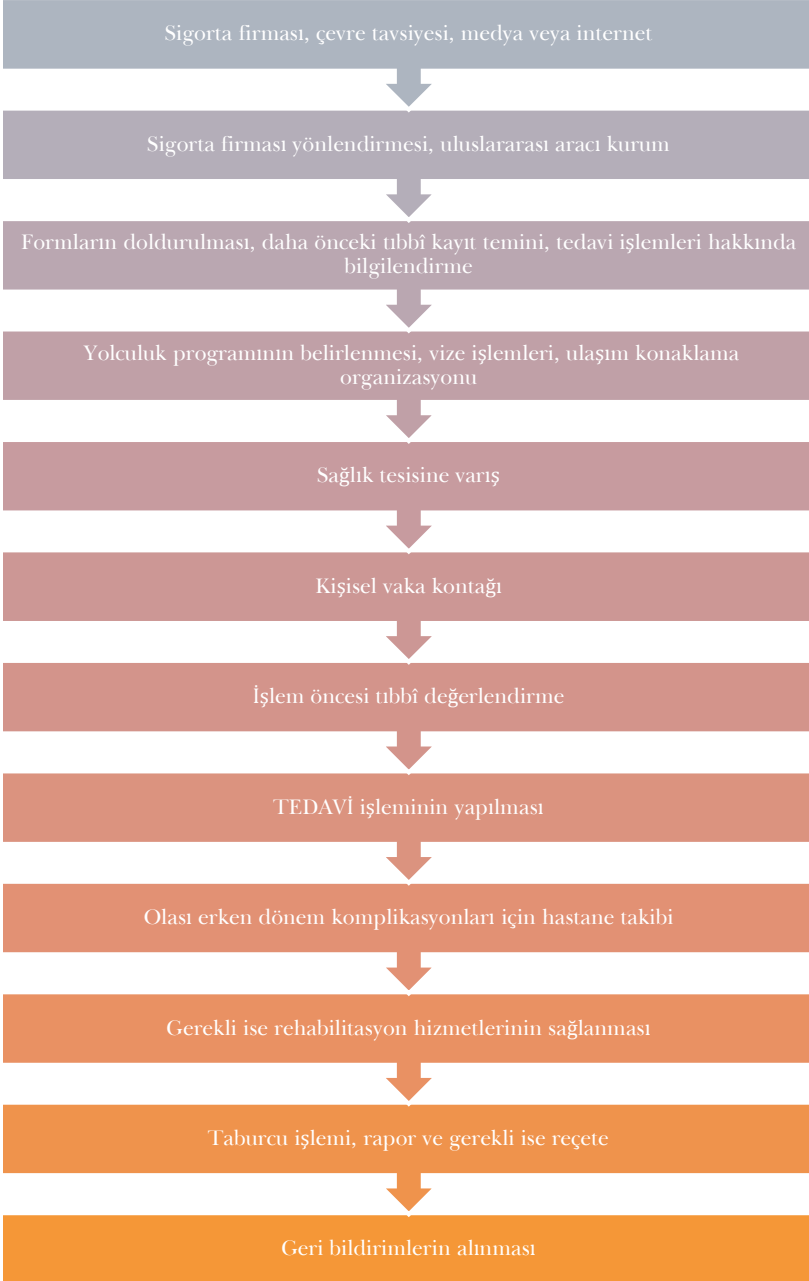 Sigorta firması, çevre tavsiyesi, medya veya internet
Sigorta firması yönlendirmesi, uluslararası aracı kurum
Formların doldurulması, daha önceki tıbbî kayıt temini, tedavi işlemleri hakkında
bilgilendirme
Yolculuk programının belirlenmesi, vize işlemleri, ulaşım konaklama
organizasyonu
Sağlık tesisine varış
Kişisel vaka kontağı
İşlem öncesi tıbbî değerlendirme
TEDAVİ işleminin yapılması
Olası erken dönem komplikasyonları için hastane takibi
Gerekli ise rehabilitasyon hizmetlerinin sağlanması
Taburcu işlemi, rapor ve gerekli ise reçete
Geri bildirimlerin alınması